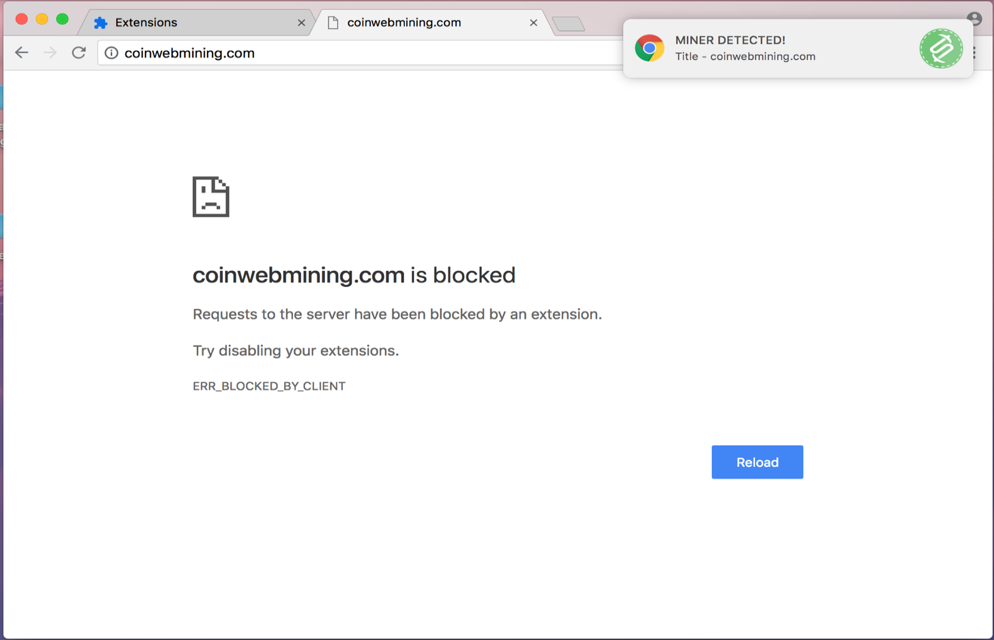 Extensions
coinwebmining.com
coinwebmining.com
MINER DETECTED!
Title - coinwebmining.com
coinwebmining.com is blocked
Requests to the server have been blocked by an extension.
Try disabling your extensions.
ERR_BLOCKED_BY_CLIENT
Reload